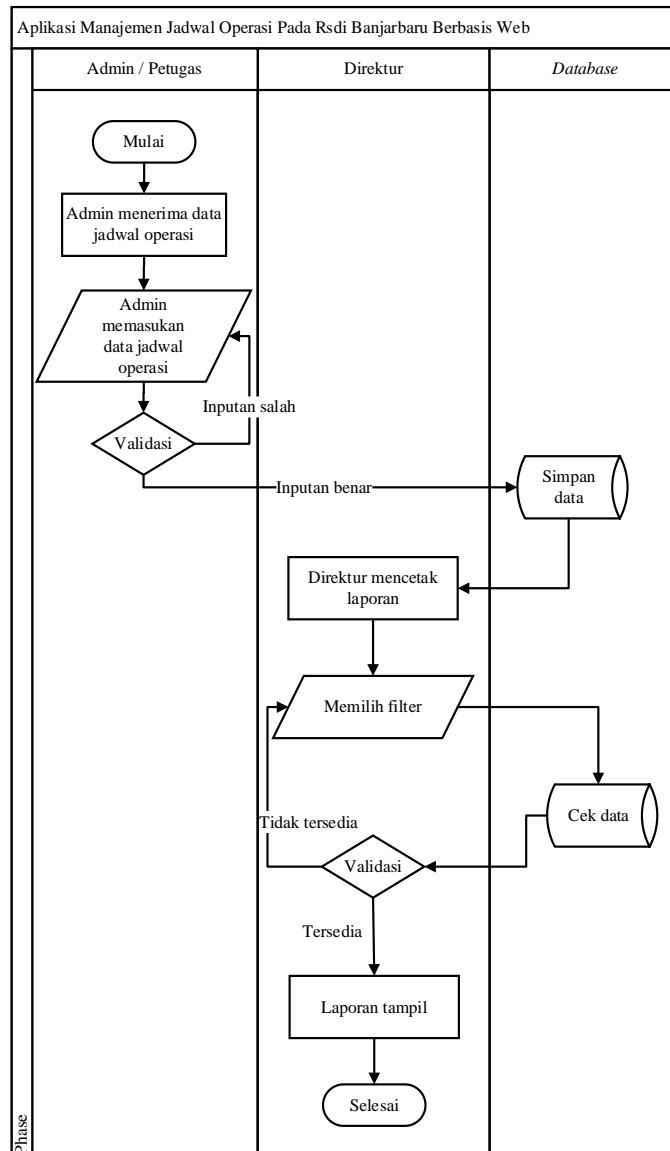 Aplikasi Manajemen Jadwal Operasi Pada Rsdi Banjarbaru Berbasis Web
Admin / Petugas
Direktur
Database
Mulai
Admin menerima data
jadwal operasi
Admin
memasukan
data jadwal
operasi
Inputan salah
Validasi
Inputan benar
Simpan
data
Direktur mencetak
laporan
Memilih filter
Cek data
Tidak tersedia
Validasi
Tersedia
Laporan tampil
Selesai
Phase